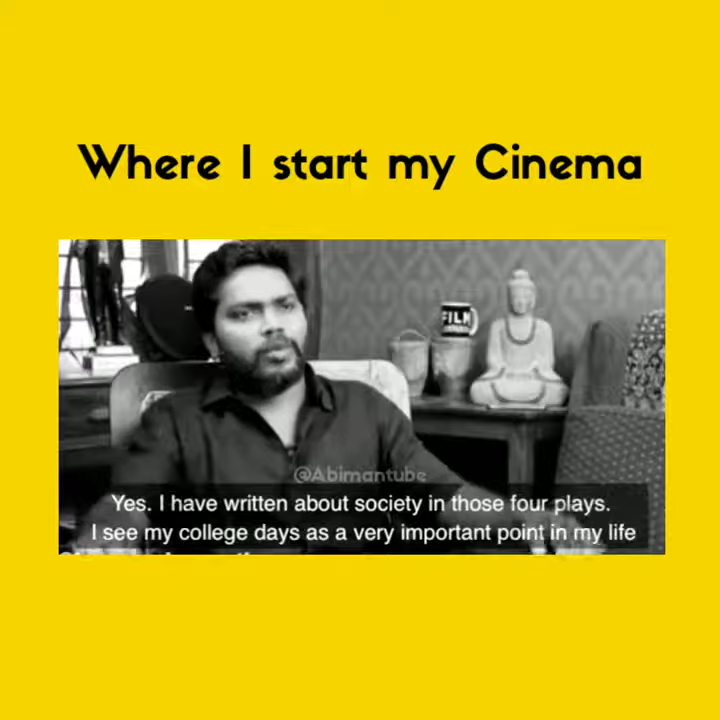 Where I start my Cinema
FILM
@Abimantube
Yes. I have written about society in those four plays.
I see my college days as a very important point in my life